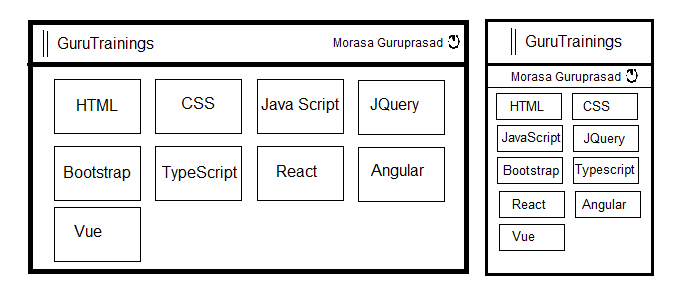 GuruTrainings
Morasa Guruprasad
HTML CSS Java Script JQuery
Bootstrap TypeScript React Angular
Vue
GuruTrainings
Morasa Guruprasad
HTML CSS
JavaScript JQuery
Bootstrap Typescript
React Angular
Vue